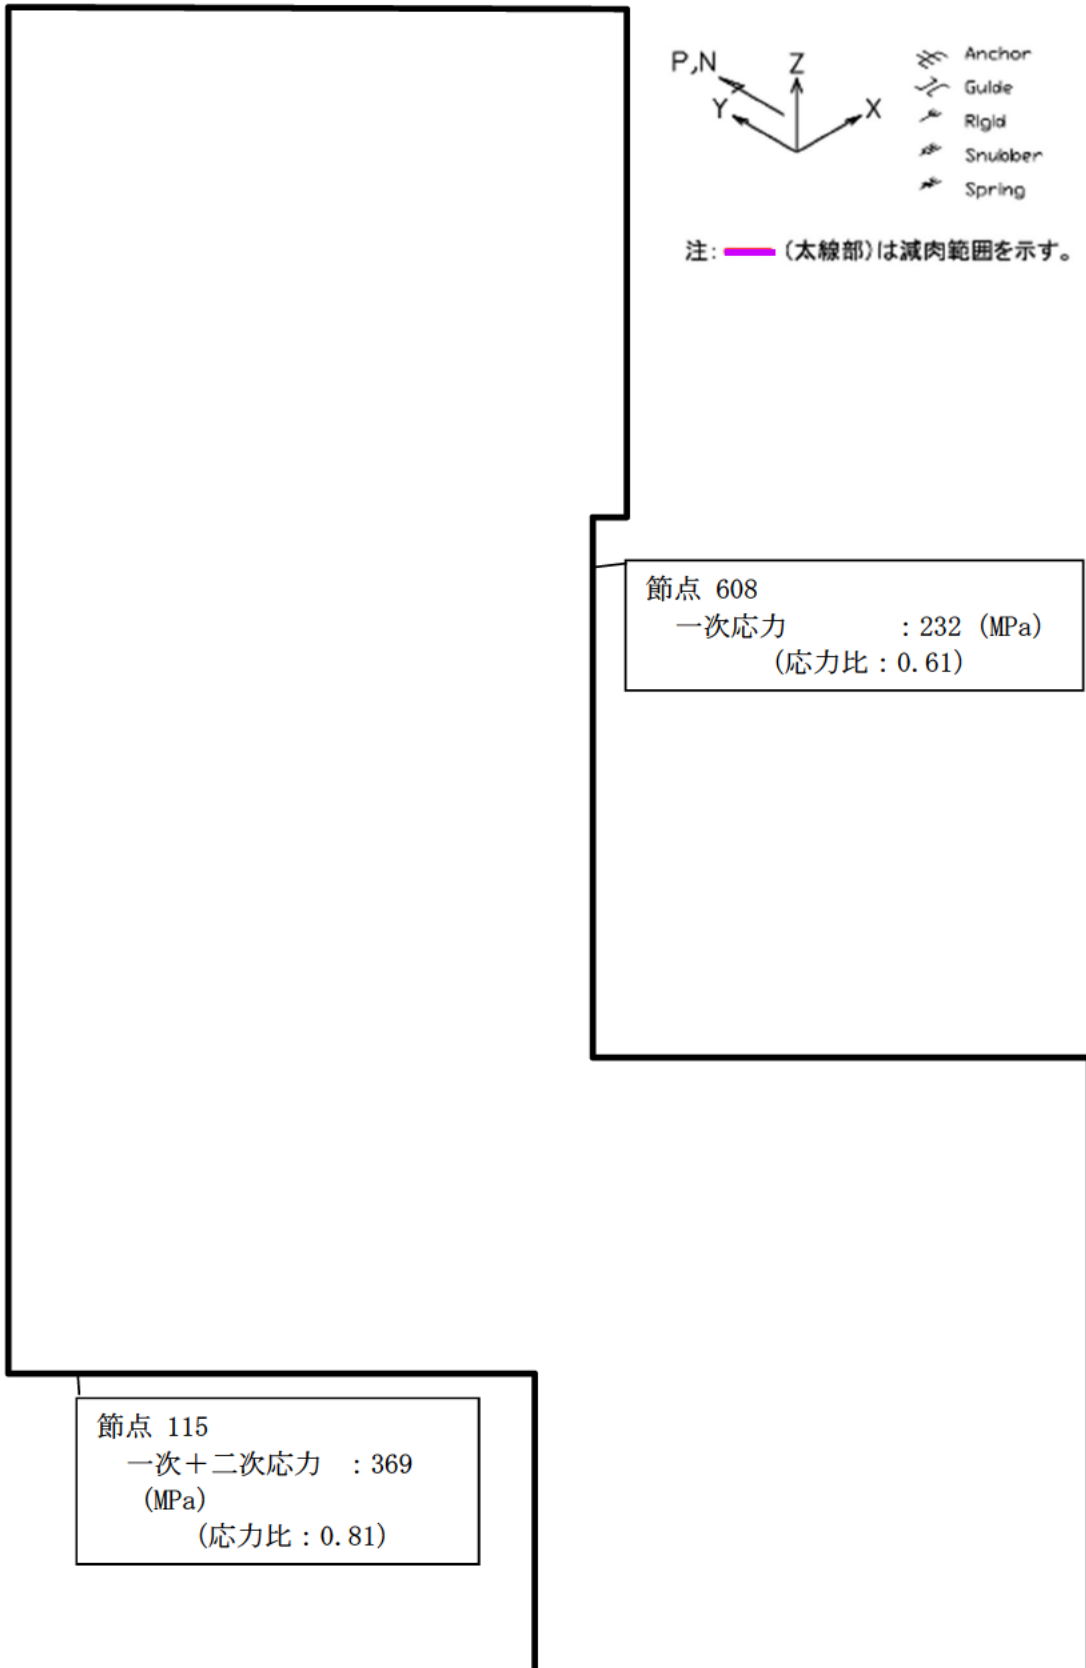 P,N
Z
Y
X
Anchor
Guide
Rigid
Snubber
Spring
注: (太線部)は減肉範囲を示す。
節点 608
一次応力 : 232 (MPa)
(応力比 : 0.61)
節点 115
一次＋二次応力 : 369
(MPa)
(応力比 : 0.81)